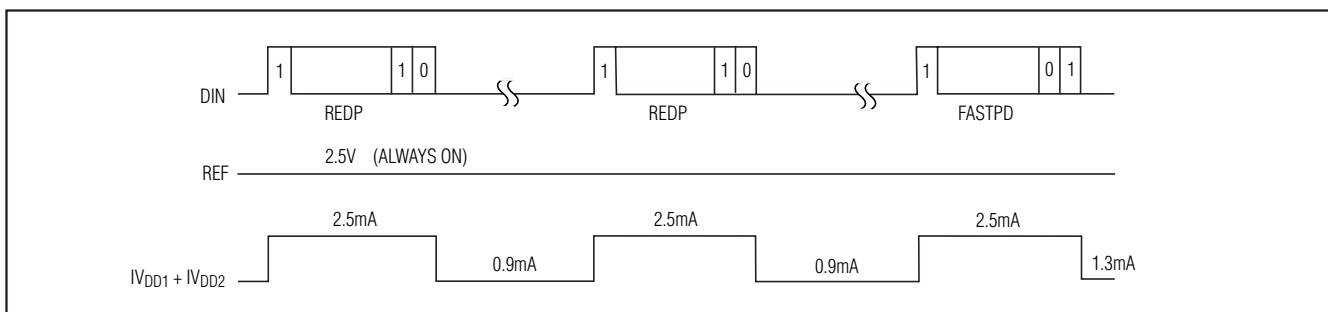 1 1 0 1 1 0 1 0 1
DIN
REDP REDP FASTPD
2.5V (ALWAYS ON)
REF
2.5mA 2.5mA 2.5mA
0.9mA 0.9mA 1.3mA
IVDD1 + IVDD2